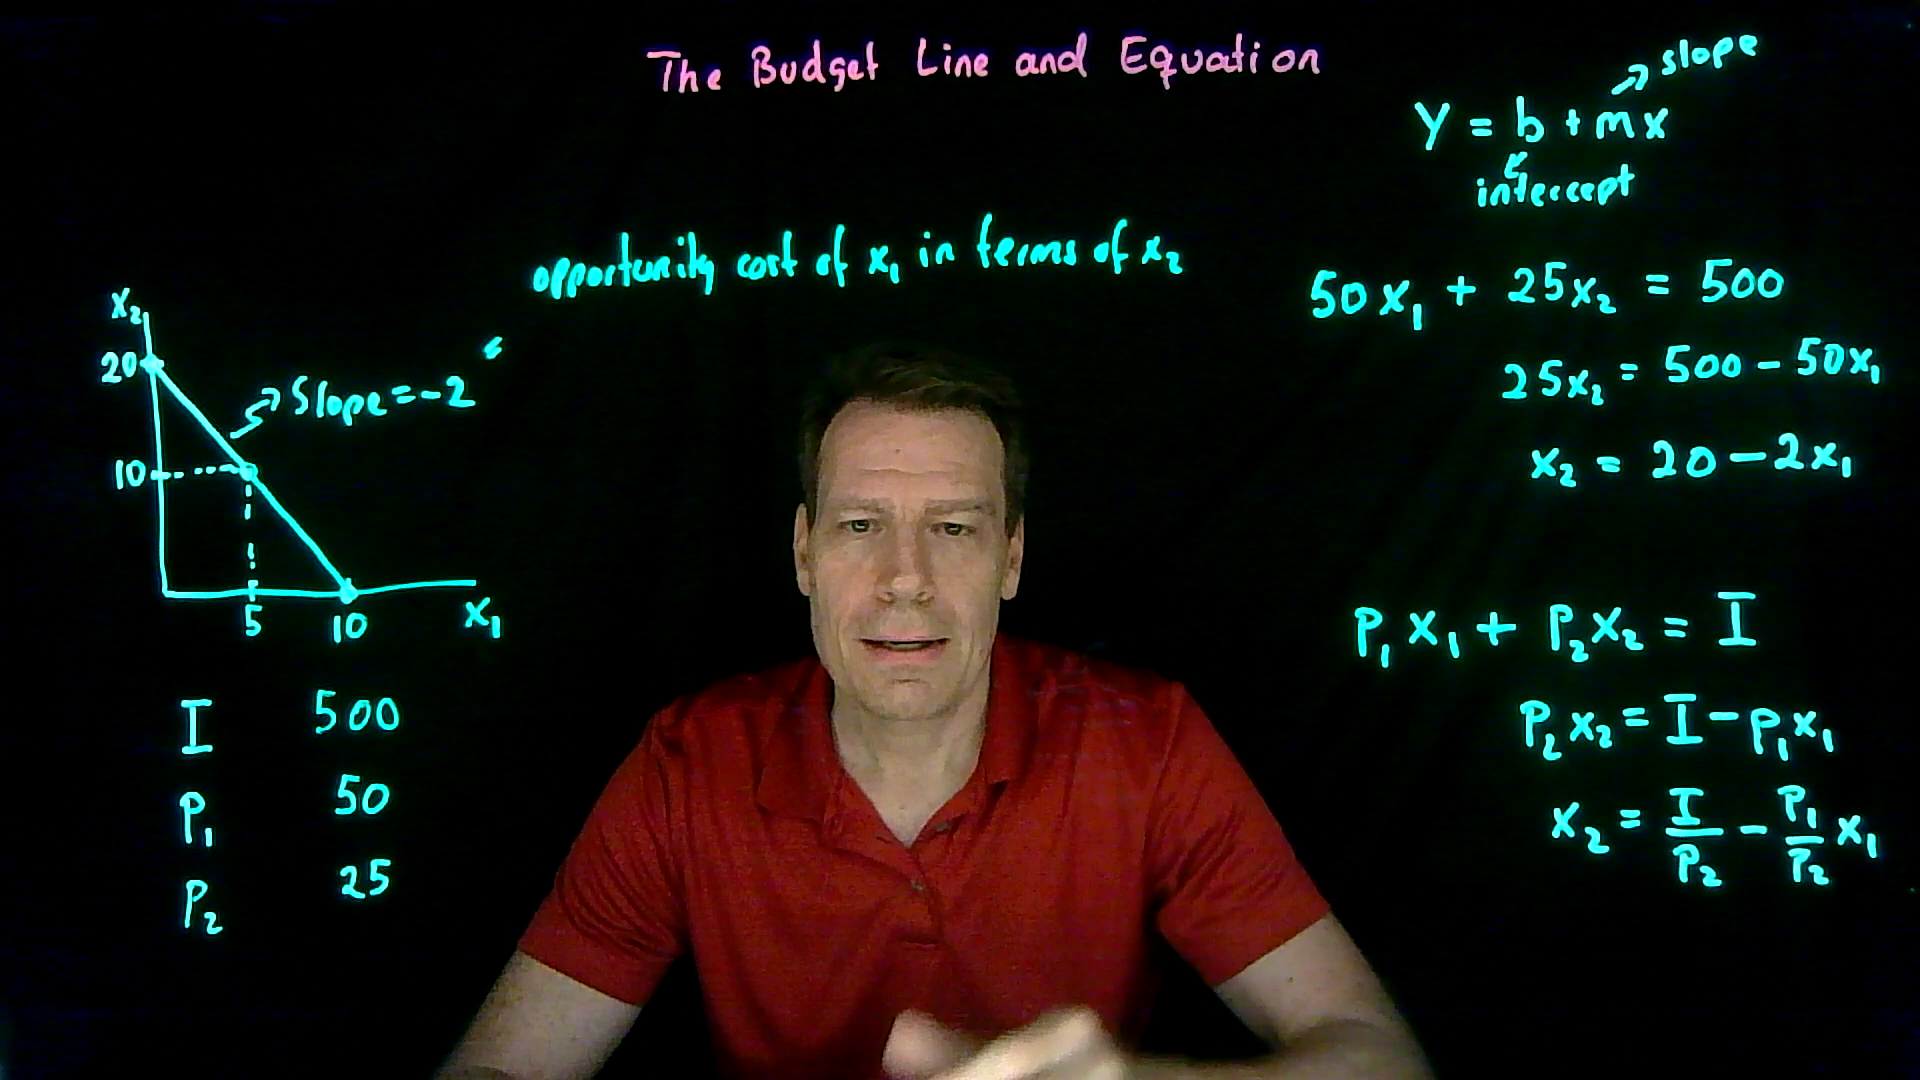 The Budget Line and Equation
Y = b + mx
slope
intercept
opportunity cost of x₁ in terms of x₂
50x₁ + 25x₂ = 500
25x₂ = 500 - 50x₁
x₂ = 20 - 2x₁
x₂
20
Slope = -2
10
5
10
x₁
P₁x₁ + P₂x₂ = I
P₂x₂ = I - P₁x₁
x₂ = I/P₂ - P₁/P₂ x₁
I 500
P₁ 50
P₂ 25